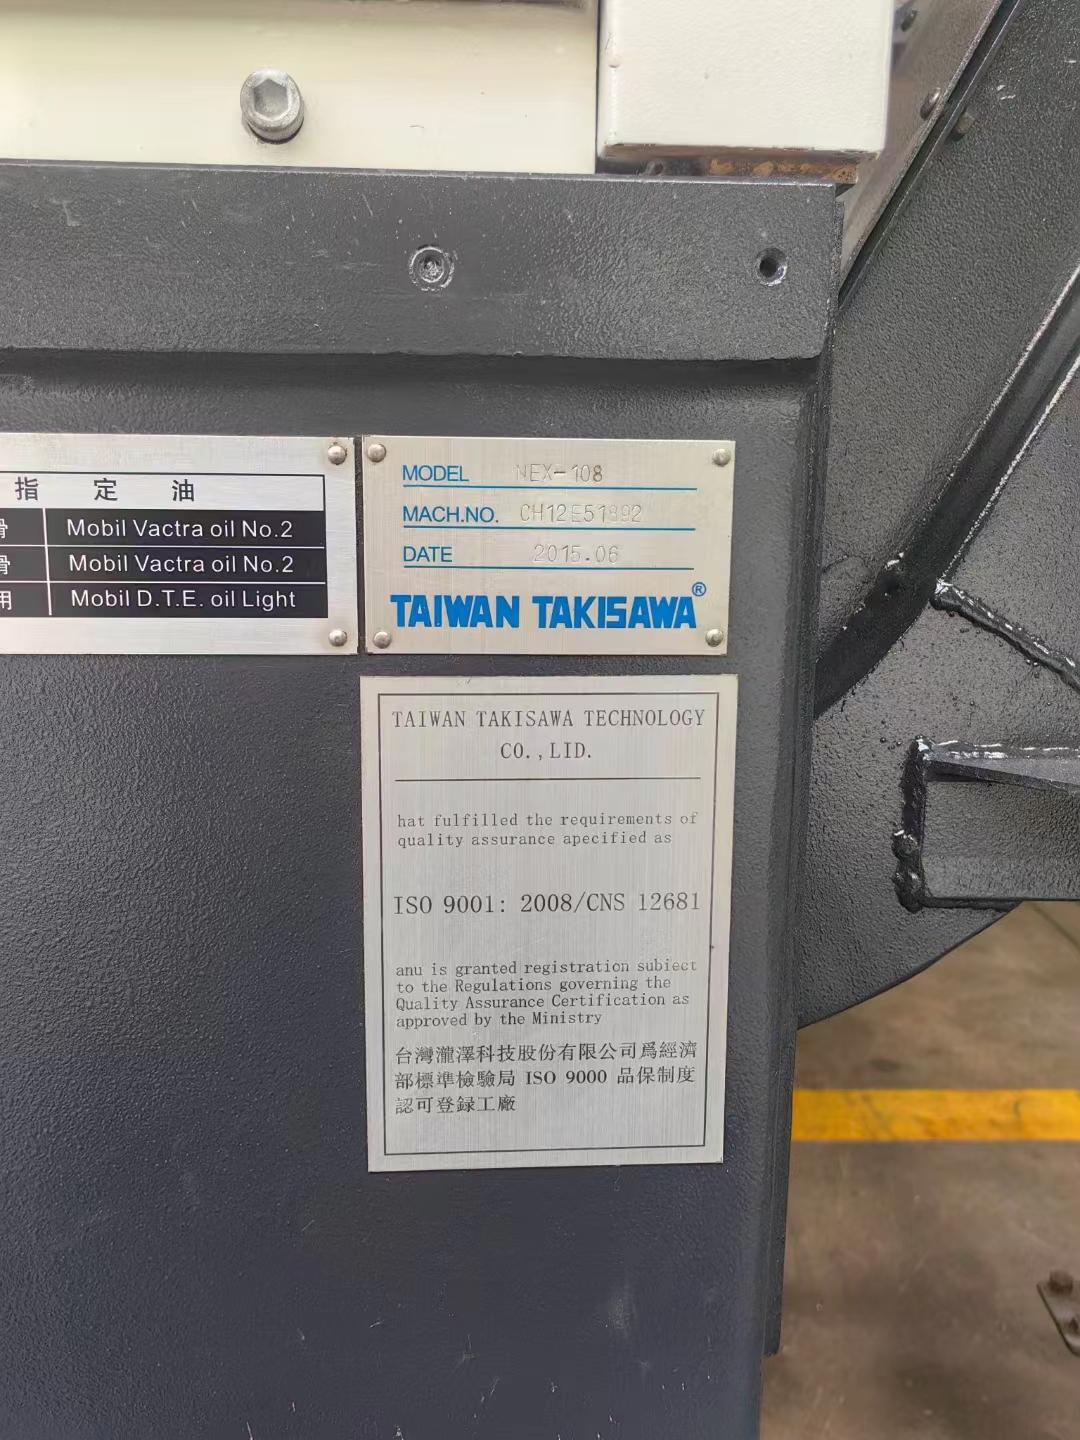 指 定 油
滑 Mobil Vactra oil No.2
滑 Mobil Vactra oil No.2
用 Mobil D.T.E. oil Light
MODEL NEX-108
MACH.NO. CH12E51892
DATE 2015.06
TAIWAN TAKISAWA®
TAIWAN TAKISAWA TECHNOLOGY
CO.,LID.
hat fulfilled the requirements of
quality assurance apecified as
ISO 9001: 2008/CNS 12681
anu is granted registration subiect
to the Regulations governing the
Quality Assurance Certification as
approved by the Ministry
台灣瀧澤科技股份有限公司爲經濟
部標準檢驗局 ISO 9000 品保制度
認可登録工廠